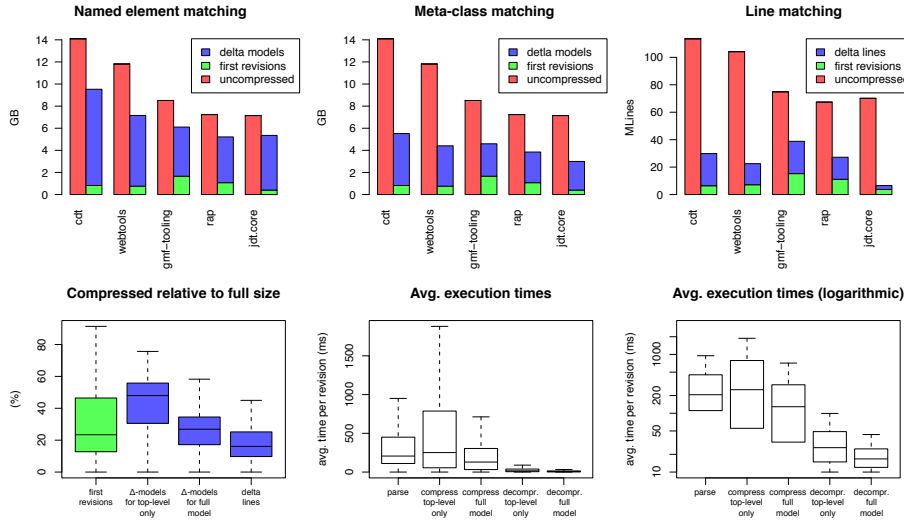 Named element matching
GB
14
12
10
8
6
4
2
0
delta models
first revisions
uncompressed
cdt
webtools
gmf−tooling
rap
jdt.core
Meta−class matching
GB
14
12
10
8
6
4
2
0
detla models
first revisions
uncompressed
cdt
webtools
gmf−tooling
rap
jdt.core
Line matching
MLines
100
80
60
40
20
0
delta lines
first revisions
uncompressed
cdt
webtools
gmf−tooling
rap
jdt.core
Compressed relative to full size
(%)
80
60
40
20
0
first
revisions
Δ-models
for top-level
only
Δ-models
for full
model
delta
lines
Avg. execution times
avg. time per revision (ms)
1500
1000
500
0
parse
compress
top-level
only
compress
full
model
decompr.
top-level
only
decompr.
full
model
Avg. execution times (logarithmic)
avg. time per revision (ms)
1000
200
50
10
parse
compress
top-level
only
compress
full
model
decompr.
top-level
only
decompr.
full
model